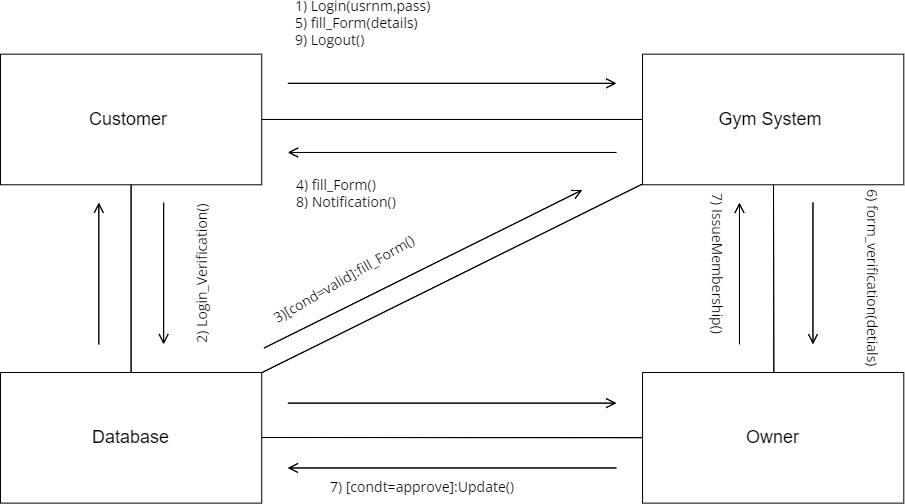 1) Login(usrnm,pass)
5) fill_Form(details)
9) Logout()
Customer
Gym System
4) fill_Form()
8) Notification()
2) Login_Verification()
3)[cond=valid]:fill_Form()
7) IssueMembership()
6) form_verification(detials)
Database
Owner
7) [condt=approve]:Update()